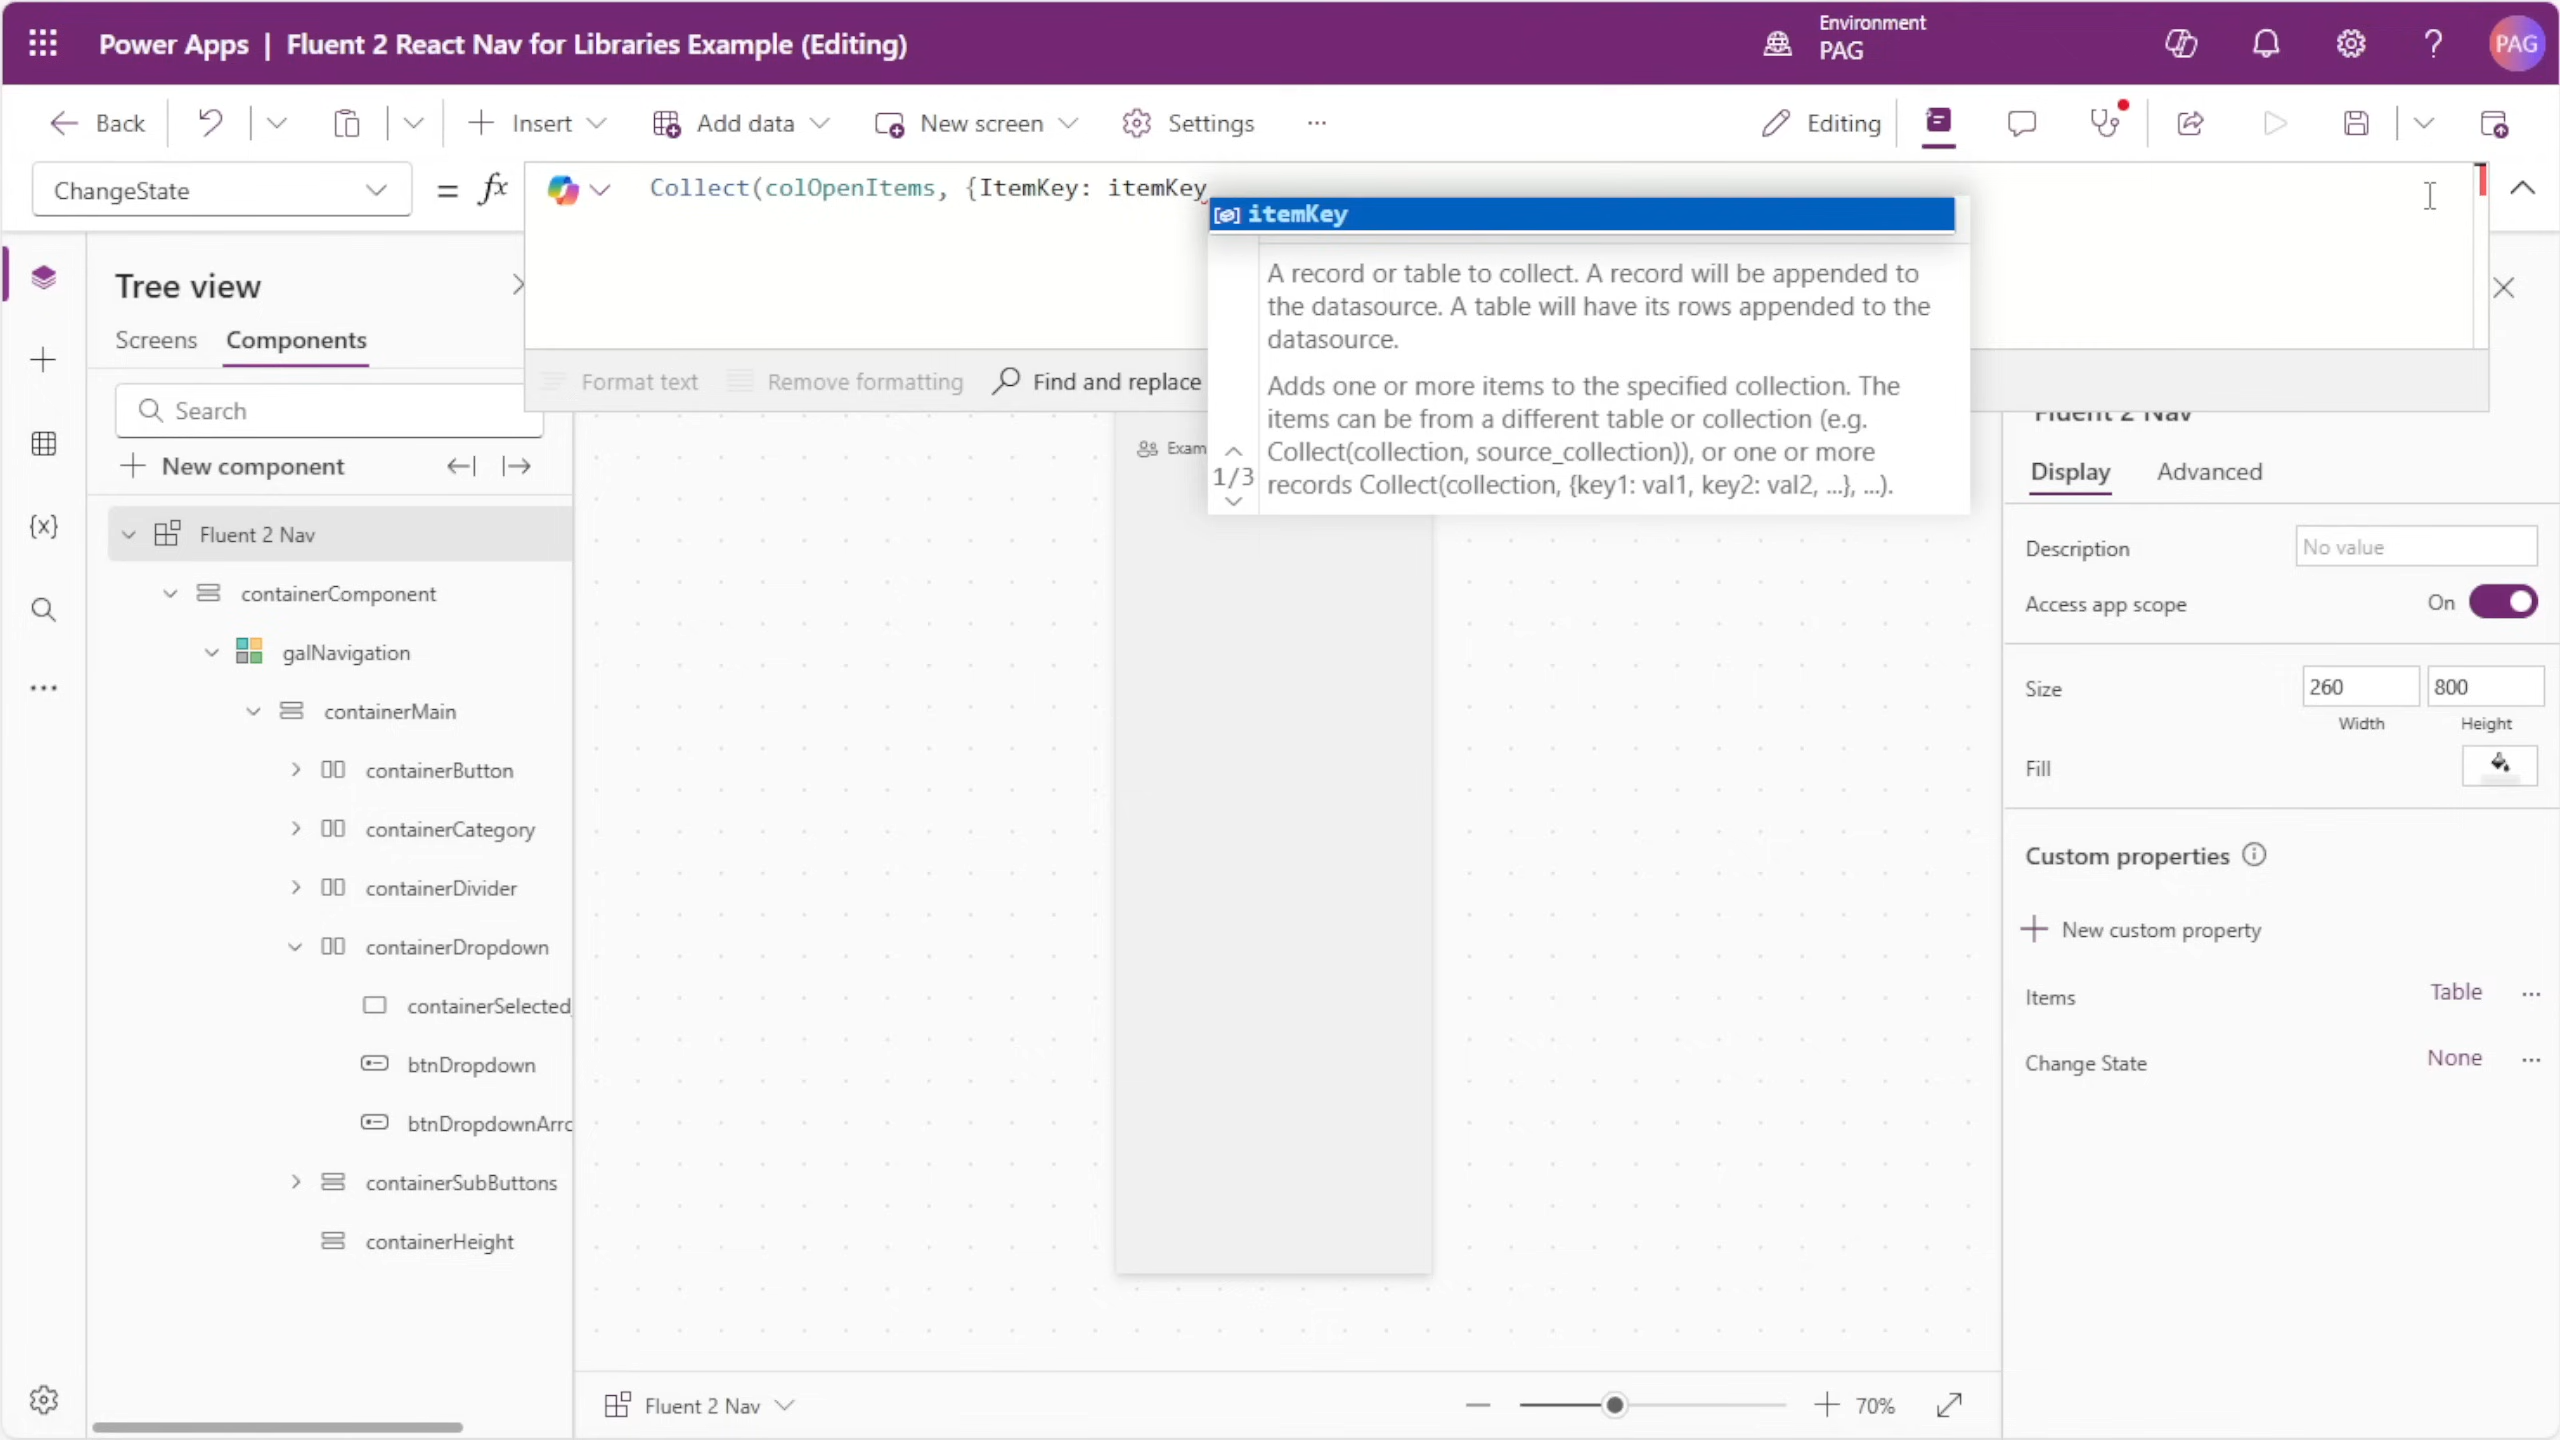 Power Apps | Fluent 2 React Nav for Libraries Example (Editing)
Environment
PAG
PAG
Back
Insert
Add data
New screen
Settings
...
Editing
ChangeState
= fx
Collect(colOpenItems, {ItemKey: itemKey
itemKey
A record or table to collect. A record will be appended to
the datasource. A table will have its rows appended to the
datasource.
Adds one or more items to the specified collection. The
items can be from a different table or collection (e.g.
Collect(collection, source_collection)), or one or more
records Collect(collection, {key1: val1, key2: val2, ...}, ...).
1/3
Format text
Remove formatting
Find and replace
Tree view
Screens
Components
Search
New component
Fluent 2 Nav
containerComponent
galNavigation
containerMain
containerButton
containerCategory
containerDivider
containerDropdown
containerSelected
btnDropdown
btnDropdownArro
containerSubButtons
containerHeight
Exam
Fluent 2 Nav
70%
Fluent 2 Nav
Display
Advanced
Description
No value
Access app scope
On
Size
260
800
Width
Height
Fill
Custom properties
New custom property
Items
Table
...
Change State
None
...